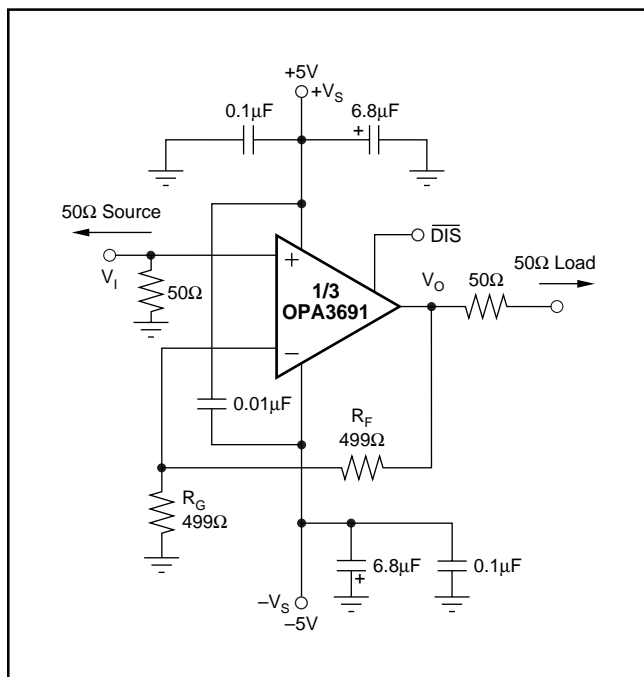 +5V
+V_S
0.1µF
6.8µF
+
50Ω Source
DIS
V_I
+
50Ω
1/3
OPA3691
V_O
50Ω
50Ω Load
−
0.01µF
R_F
499Ω
R_G
499Ω
6.8µF
+
0.1µF
−V_S
−5V